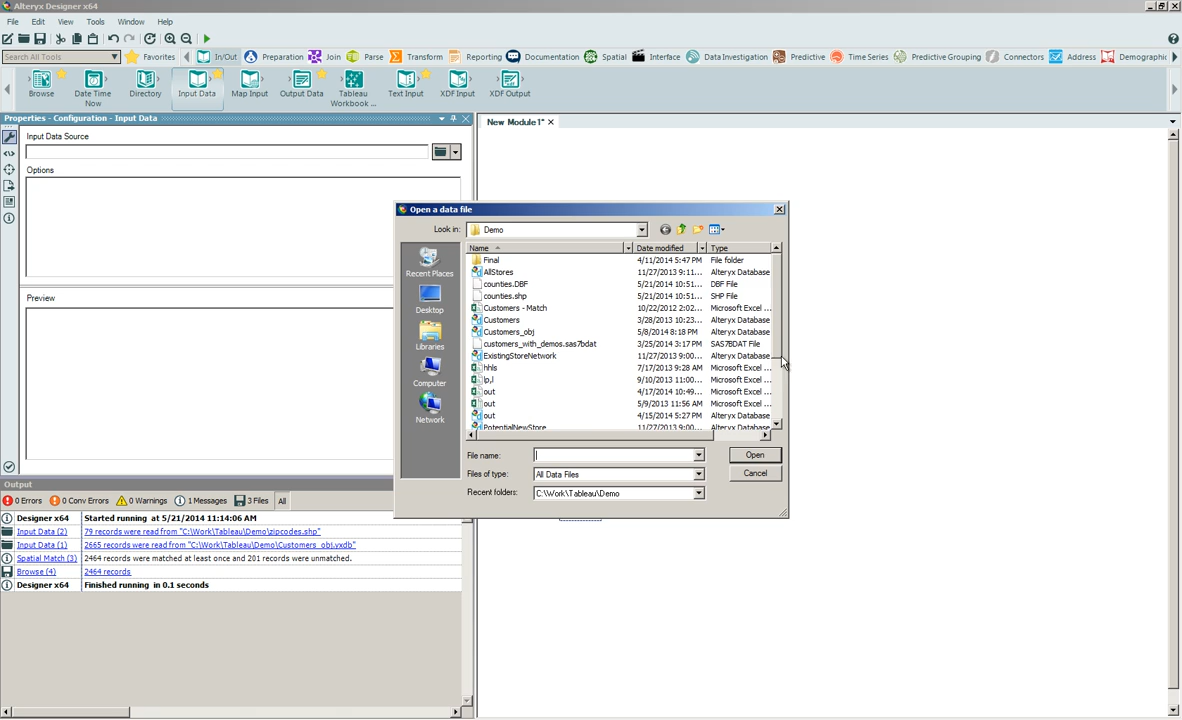 Alteryx Designer x64
File Edit View Tools Window Help
Search All Tools Favorites In/Out Preparation Join Parse Transform Reporting Documentation Spatial Interface Data Investigation Predictive Time Series Predictive Grouping Connectors Address Demographic
Browse Date Time Now Directory Input Data Map Input Output Data Tableau Workbook ... Text Input XDF Input XDF Output
Properties - Configuration - Input Data
New Module1*
Input Data Source
Options
Preview
Open a data file
Look in: Demo
Name Date modified Type
Final 4/11/2014 5:47 PM File folder
AllStores 11/27/2013 9:11... Alteryx Database
counties.DBF 5/21/2014 10:51... DBF File
counties.shp 5/21/2014 10:51... SHP File
Customers - Match 10/22/2012 2:02... Microsoft Excel ...
Customers 3/28/2013 10:23... Alteryx Database
Customers_obj 5/8/2014 8:18 PM Alteryx Database
customers_with_demos.sas7bdat 3/25/2014 3:17 PM SAS7BDAT File
ExistingStoreNetwork 11/27/2013 9:00... Alteryx Database
hhls 7/17/2013 9:28 AM Microsoft Excel ...
lp,l 9/10/2013 11:00... Microsoft Excel ...
out 4/17/2014 10:49... Microsoft Excel ...
out 5/9/2013 11:56 AM Microsoft Excel ...
out 4/15/2014 5:27 PM Alteryx Database
PotentialNewStore 11/27/2013 9:00... Alteryx Database
Recent Places
Desktop
Libraries
Computer
Network
File name: Open
Files of type: All Data Files Cancel
Recent folders: C:\Work\Tableau\Demo
Output
0 Errors 0 Conv Errors 0 Warnings 1 Messages 3 Files All
Designer x64 Started running at 5/21/2014 11:14:06 AM
Input Data (2) 79 records were read from "C:\Work\Tableau\Demo\zipcodes.shp"
Input Data (1) 2665 records were read from "C:\Work\Tableau\Demo\Customers_obj.yxdb"
Spatial Match (3) 2464 records were matched at least once and 201 records were unmatched.
Browse (4) 2464 records
Designer x64 Finished running in 0.1 seconds